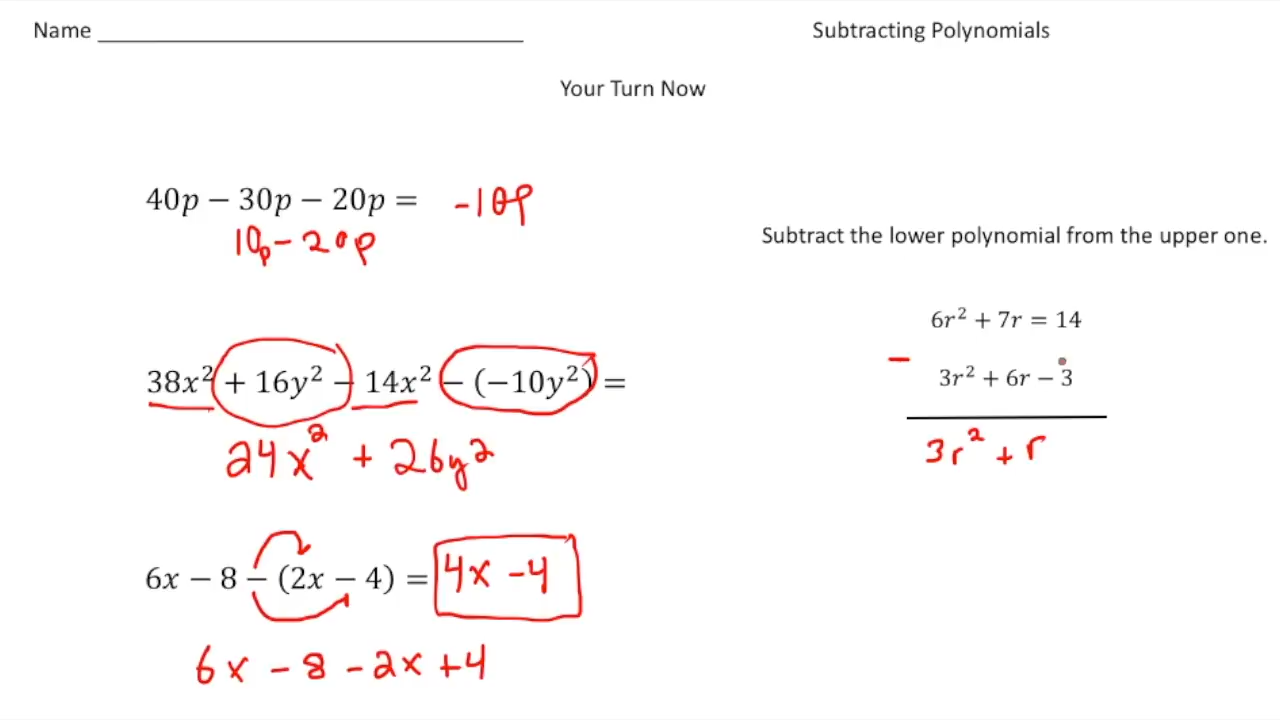 Name ______________________ Subtracting Polynomials
Your Turn Now
40p − 30p − 20p = -10p
10p - 20p
Subtract the lower polynomial from the upper one.
6r² + 7r = 14
−
3r² + 6r − 3
3r² + r
38x² + 16y² − 14x² − (−10y²) =
24x² + 26y²
6x − 8 − (2x − 4) = 4x - 4
6x - 8 - 2x + 4